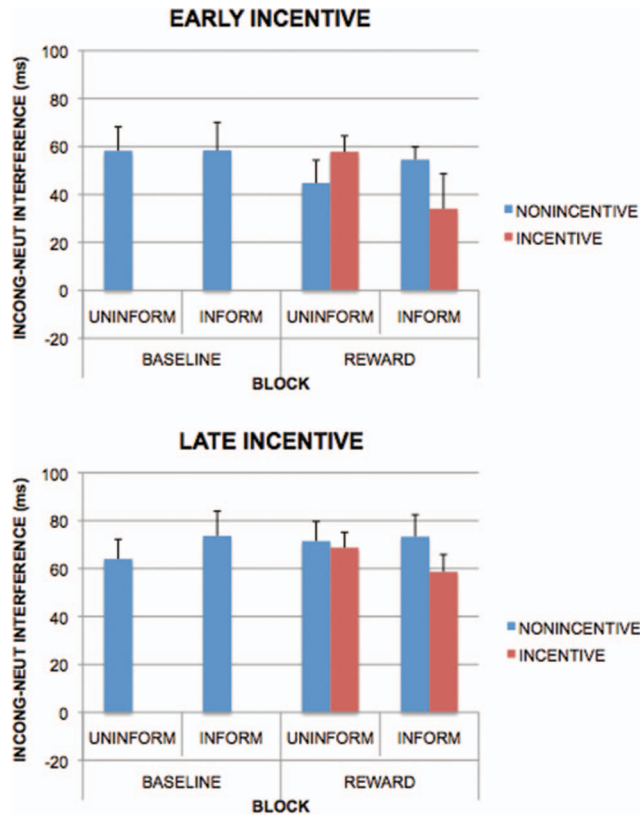 EARLY INCENTIVE
INCONG-NEUT INTERFERENCE (ms)
100
80
60
40
20
0
-20
UNINFORM INFORM UNINFORM INFORM
BASELINE REWARD
BLOCK
NONINCENTIVE
INCENTIVE
LATE INCENTIVE
INCONG-NEUT INTERFERENCE (ms)
100
80
60
40
20
0
-20
UNINFORM INFORM UNINFORM INFORM
BASELINE REWARD
BLOCK
NONINCENTIVE
INCENTIVE